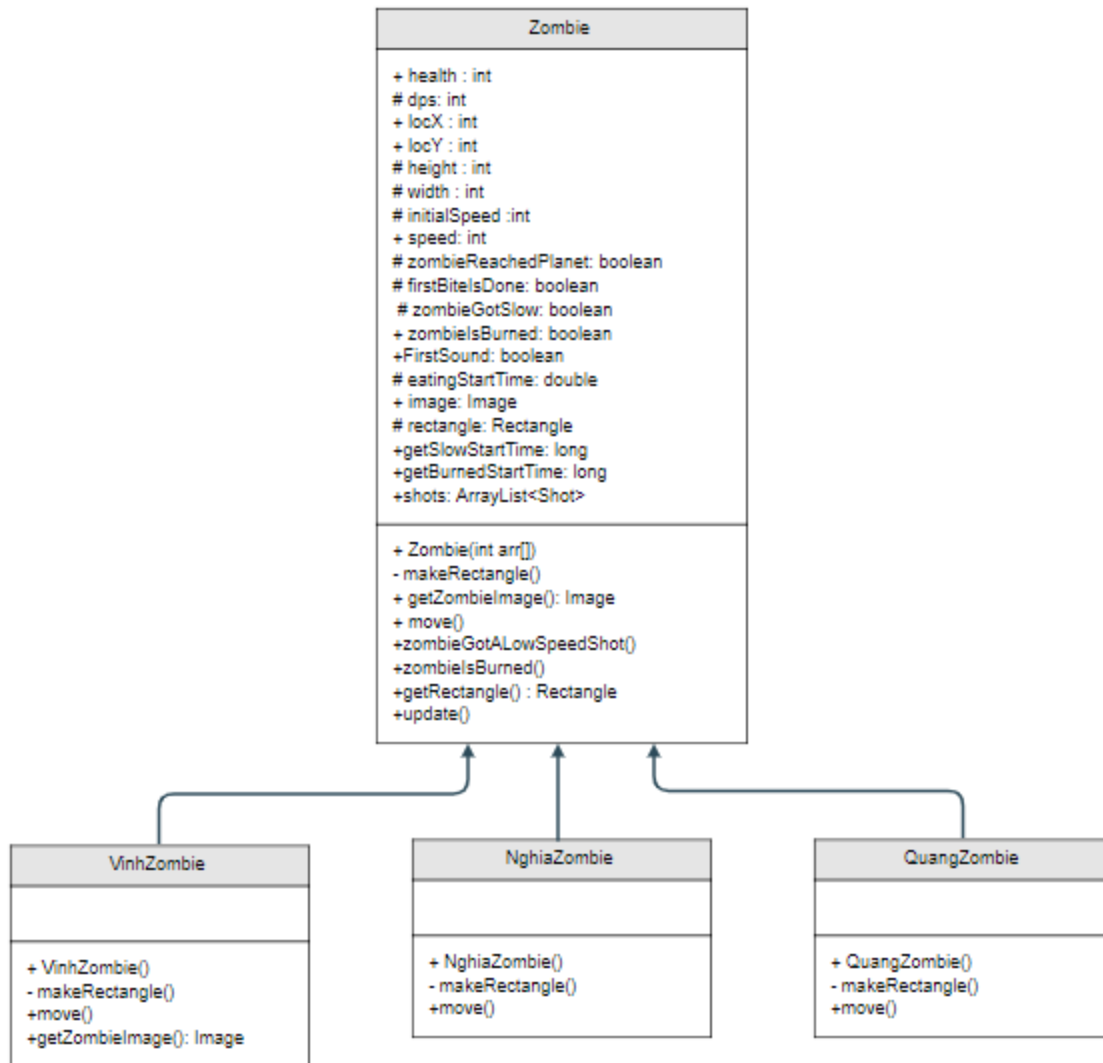 Zombie
+ health : int
# dps: int
+ locX : int
+ locY : int
# height : int
# width : int
# initialSpeed :int
+ speed: int
# zombieReachedPlanet: boolean
# firstBiteIsDone: boolean
# zombieGotSlow: boolean
+ zombieIsBurned: boolean
+FirstSound: boolean
# eatingStartTime: double
+ image: Image
# rectangle: Rectangle
+getSlowStartTime: long
+getBurnedStartTime: long
+shots: ArrayList<Shot>
+ Zombie(int arr[])
- makeRectangle()
+ getZombieImage(): Image
+ move()
+zombieGotALowSpeedShot()
+zombieIsBurned()
+getRectangle() : Rectangle
+update()
VinhZombie
+ VinhZombie()
- makeRectangle()
+move()
+getZombieImage(): Image
NghiaZombie
+ NghiaZombie()
- makeRectangle()
+move()
QuangZombie
+ QuangZombie()
- makeRectangle()
+move()